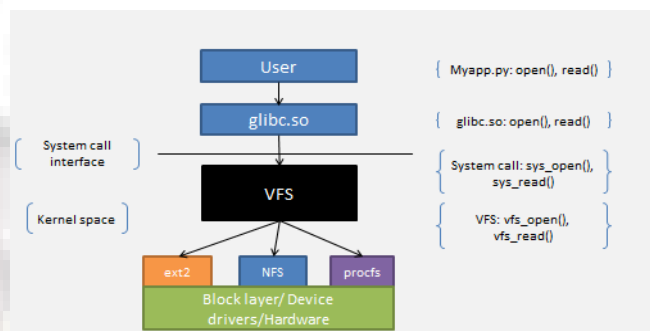 User
{ Myapp.py: open(), read() }
glibc.so
{ glibc.so: open(), read() }
System call
interface
System call: sys_open(),
sys_read()
VFS
Kernel space
VFS: vfs_open(),
vfs_read()
ext2
NFS
procfs
Block layer/ Device
drivers/Hardware